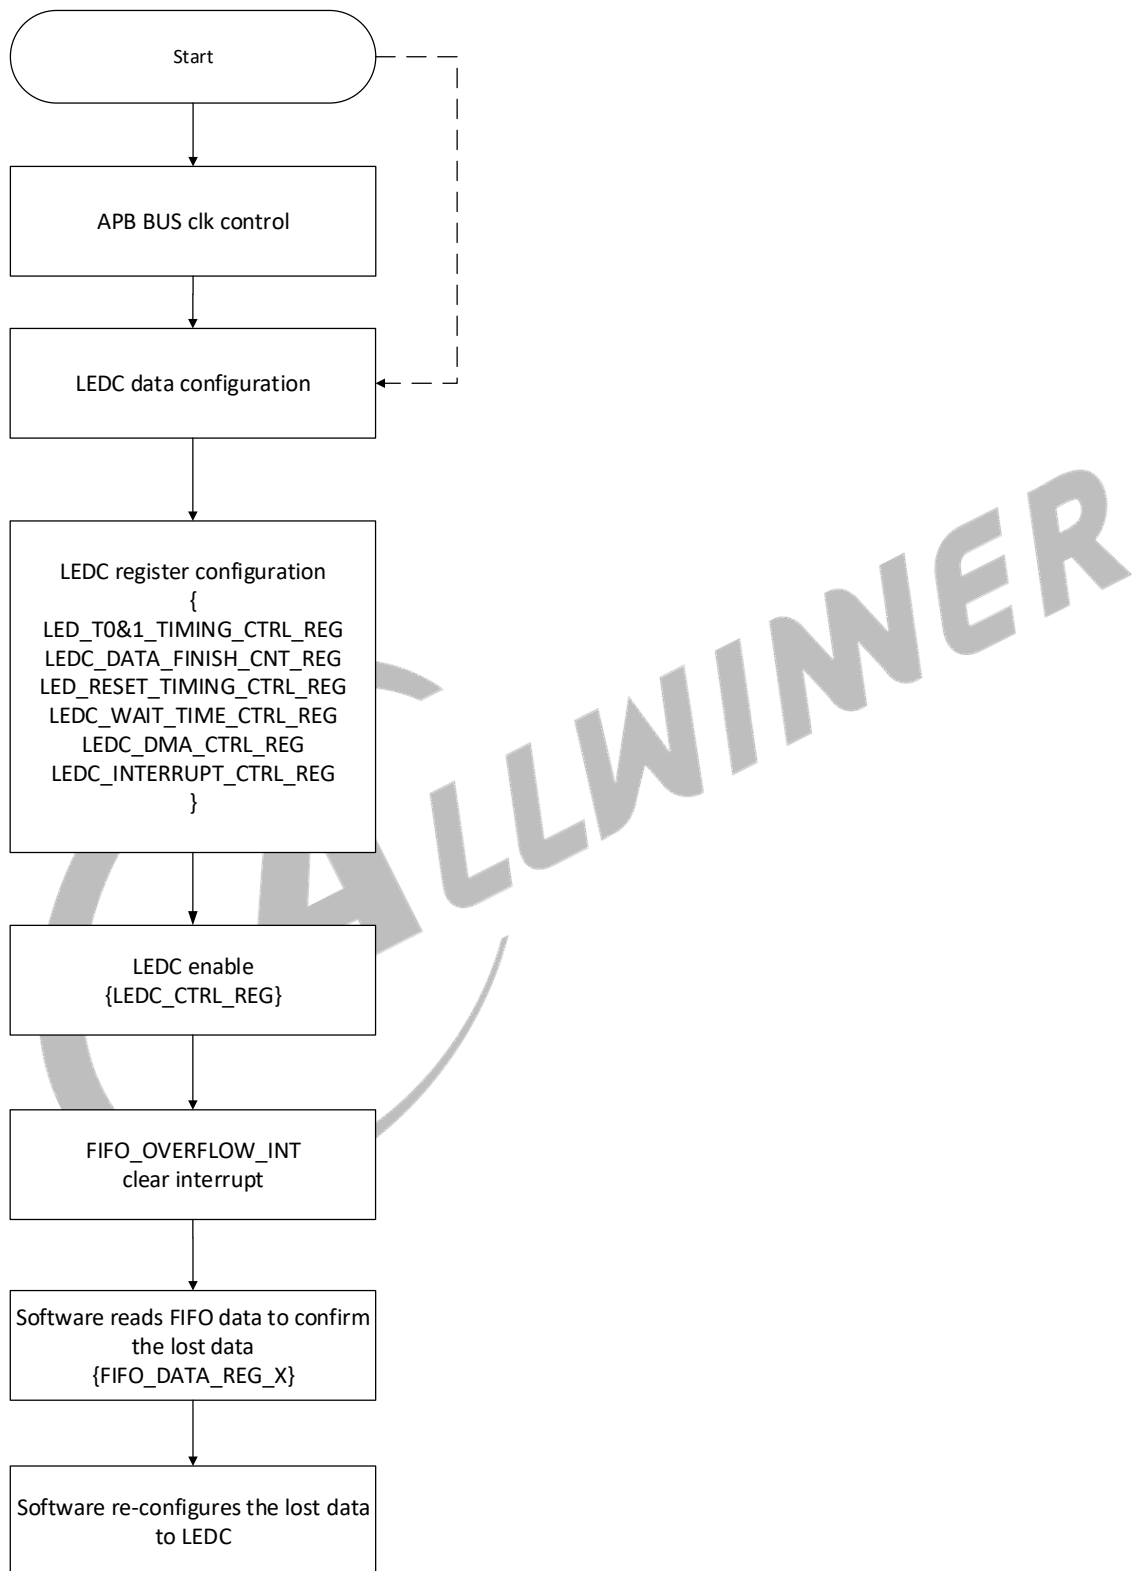 Start
APB BUS clk control
LEDC data configuration
LEDC register configuration
{
LED_T0&1_TIMING_CTRL_REG
LEDC_DATA_FINISH_CNT_REG
LED_RESET_TIMING_CTRL_REG
LEDC_WAIT_TIME_CTRL_REG
LEDC_DMA_CTRL_REG
LEDC_INTERRUPT_CTRL_REG
}
LEDC enable
{LEDC_CTRL_REG}
FIFO_OVERFLOW_INT
clear interrupt
Software reads FIFO data to confirm
the lost data
{FIFO_DATA_REG_X}
Software re-configures the lost data
to LEDC
ALLWINNER